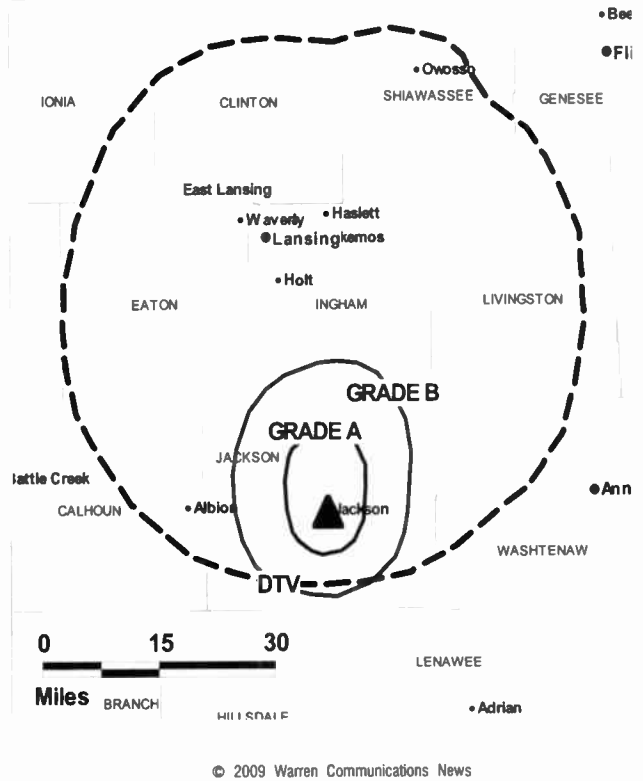 Bee
Fli
Owosso
IONIA
CLINTON
SHIAWASSEE
GENESEE
East Lansing
Waverly
Haslett
Lansing
kemos
Holt
EATON
INGHAM
LIVINGSTON
GRADE B
GRADE A
JACKSON
Battle Creek
CALHOUN
Albion
Jackson
Ann
WASHTENAW
DTV
0 15 30
Miles
LENAWEE
BRANCH
HILLSDALE
Adrian
© 2009 Warren Communications News